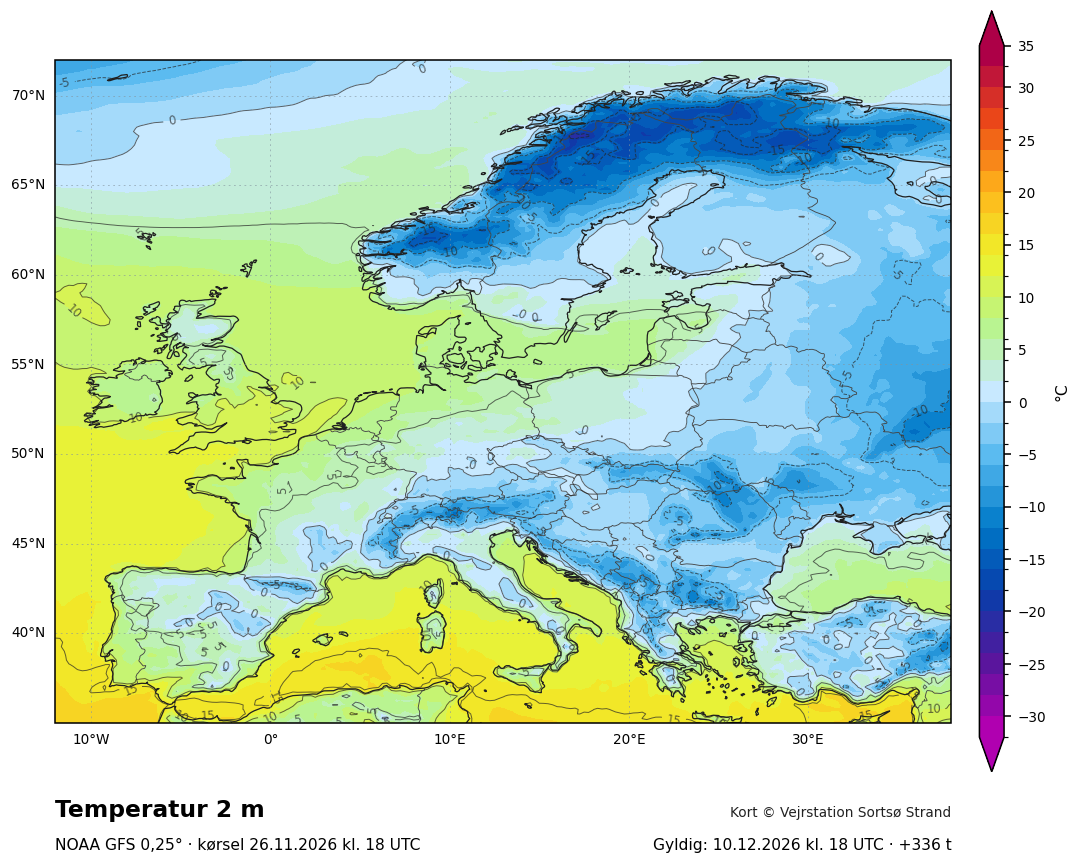 70°N
65°N
60°N
55°N
50°N
45°N
40°N
10°W
0°
10°E
20°E
30°E
35
30
25
20
15
10
5
0
−5
−10
−15
−20
−25
−30
°C
Temperatur 2 m
Kort © Vejrstation Sortsø Strand
NOAA GFS 0,25° · kørsel 26.11.2026 kl. 18 UTC
Gyldig: 10.12.2026 kl. 18 UTC · +336 t